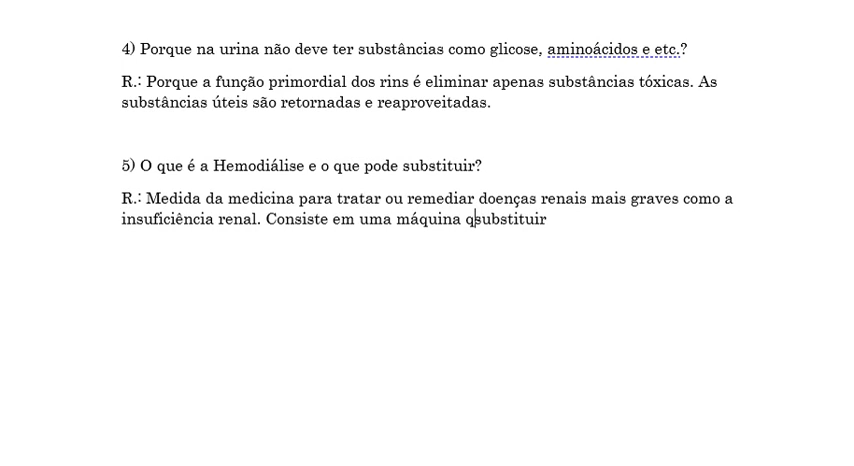 4) Porque na urina não deve ter substâncias como glicose, aminoácidos e etc.?
R.: Porque a função primordial dos rins é eliminar apenas substâncias tóxicas. As
substâncias úteis são retornadas e reaproveitadas.
5) O que é a Hemodiálise e o que pode substituir?
R.: Medida da medicina para tratar ou remediar doenças renais mais graves como a
insuficiência renal. Consiste em uma máquina qsubstituir